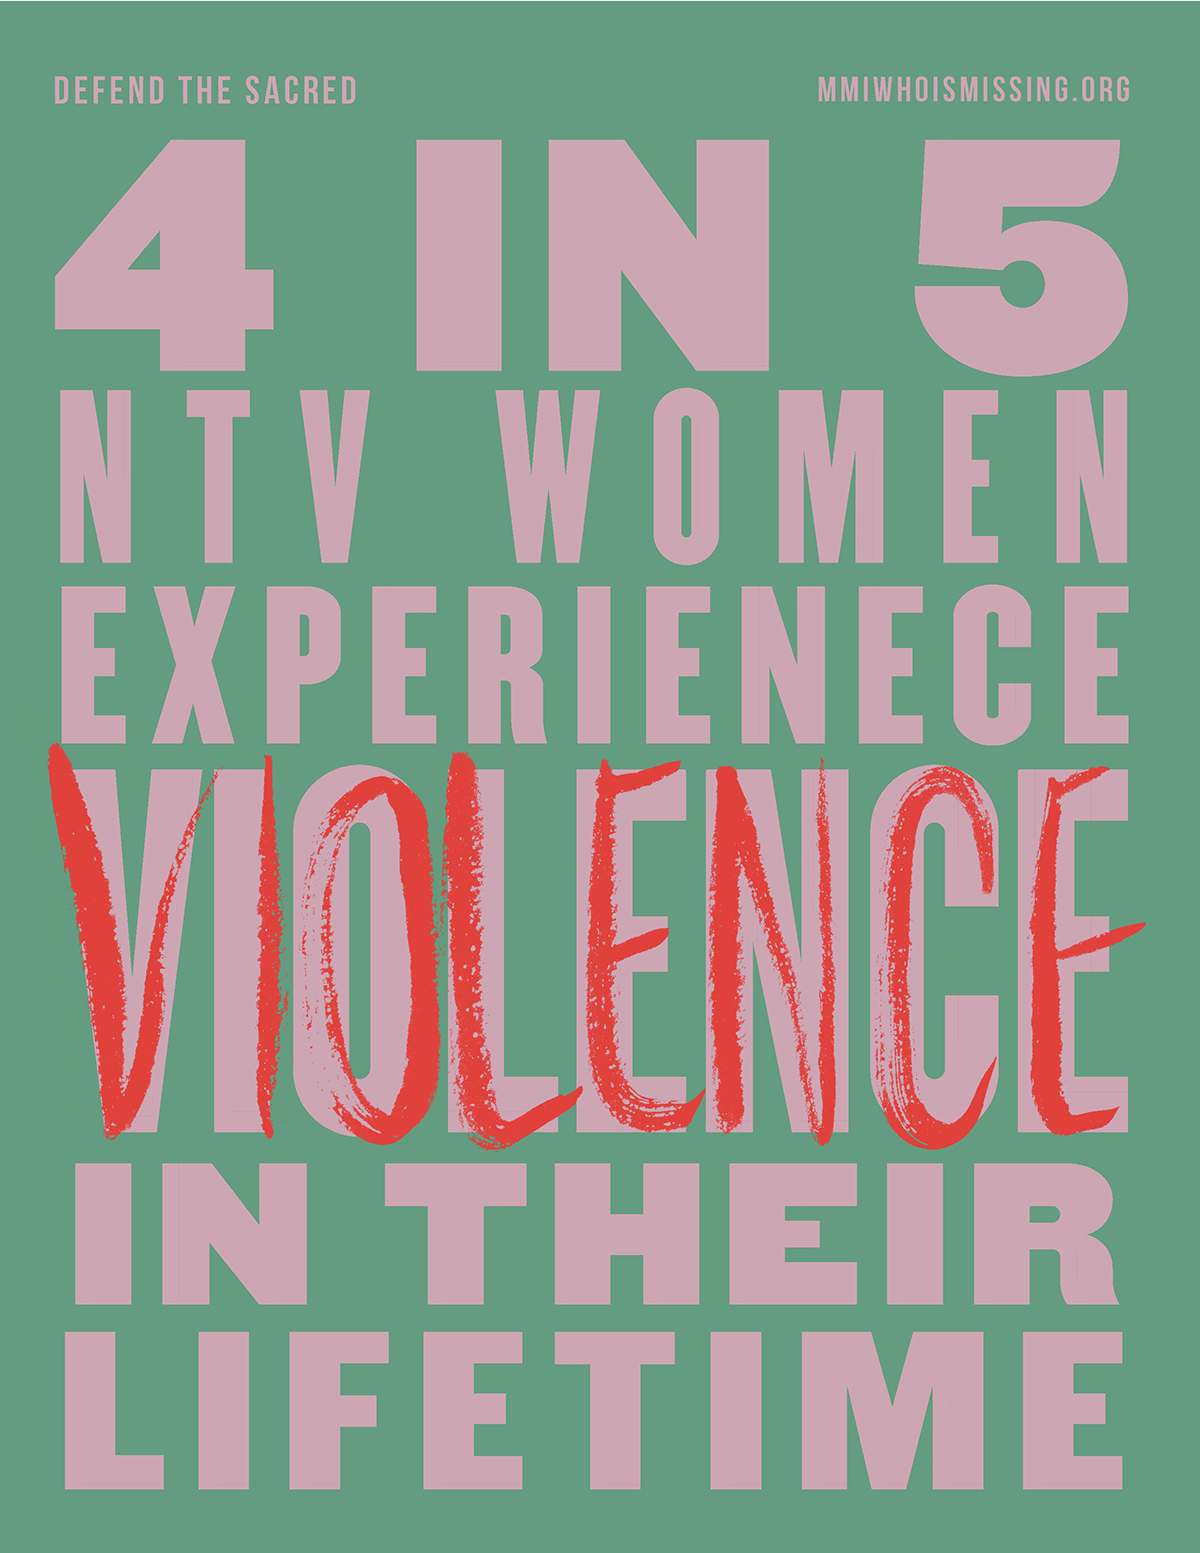 DEFEND THE SACRED
MMIWHOISMISSING.ORG
4 IN 5
NTV WOMEN
EXPERIENECE
VIOLENCE
IN THEIR
LIFETIME